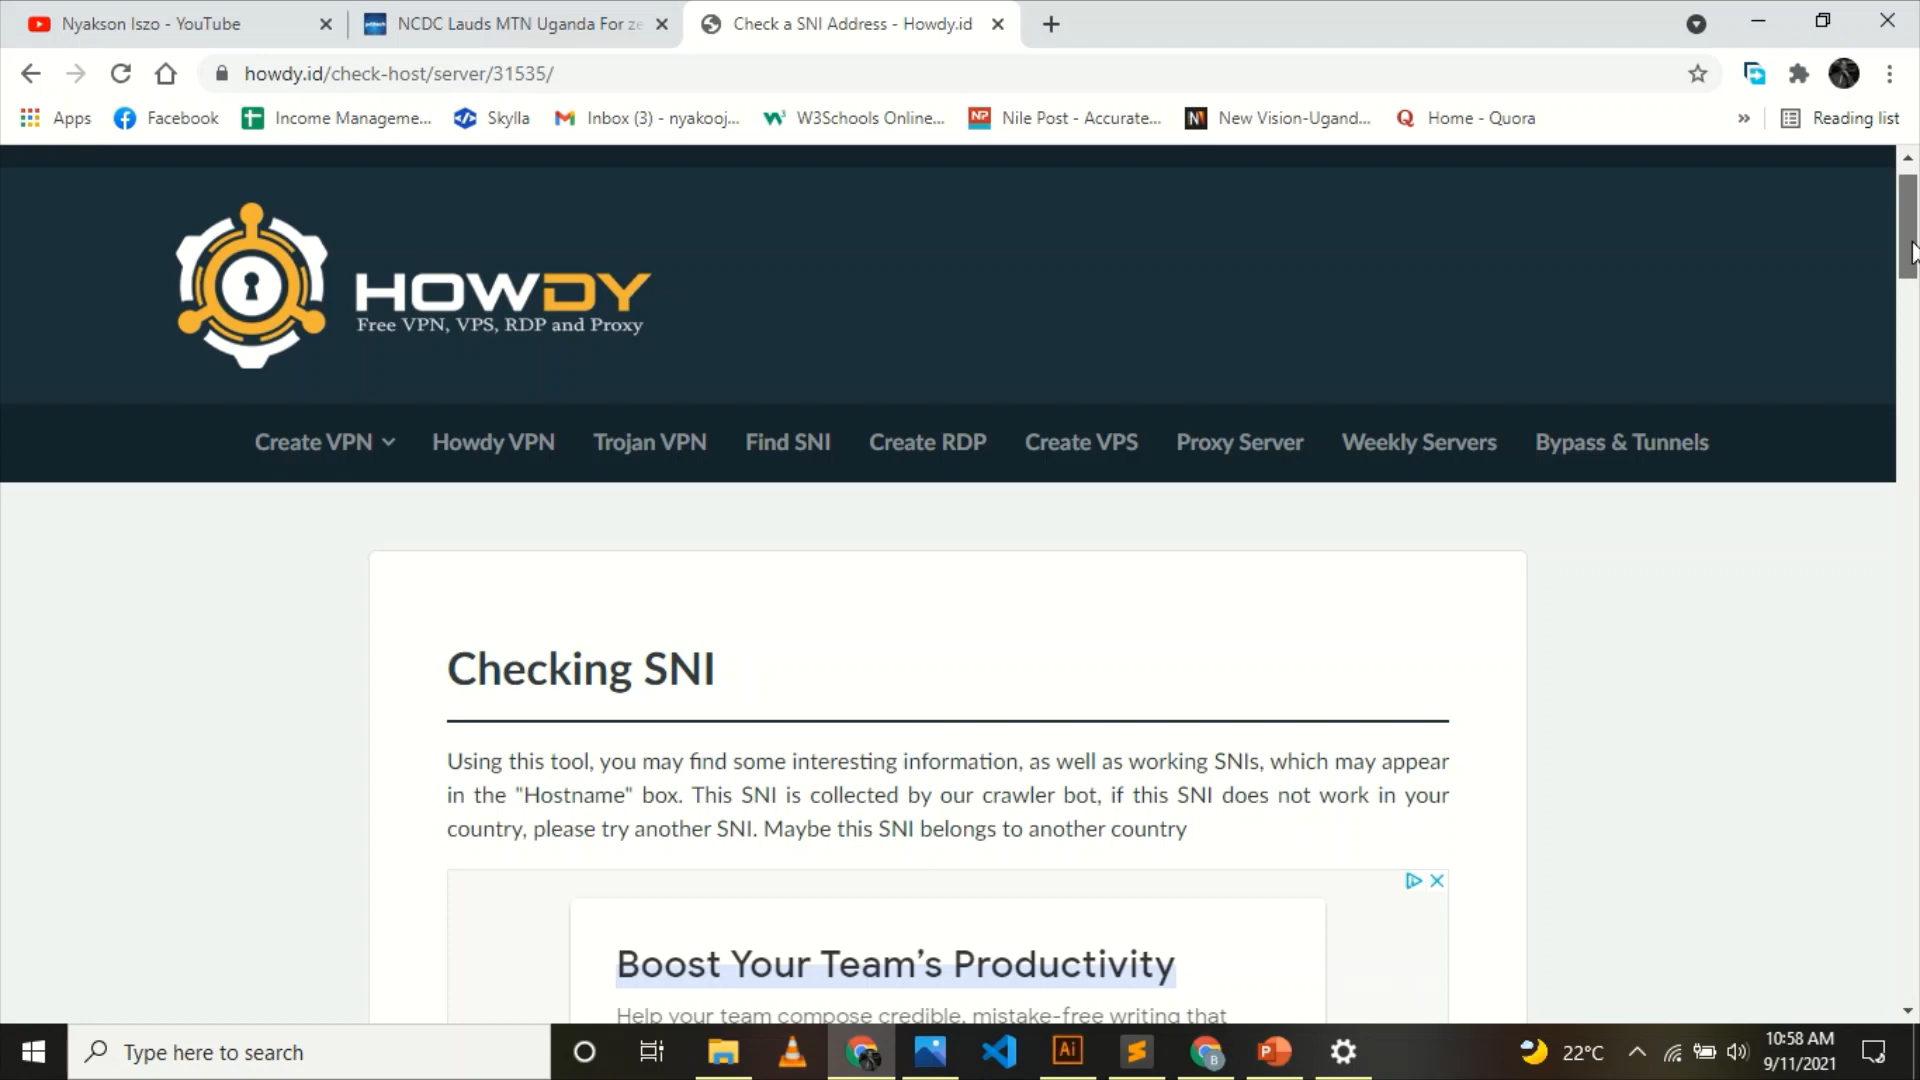 Nyakson Iszo - YouTube
NCDC Lauds MTN Uganda For ze
Check a SNI Address - Howdy.id
howdy.id/check-host/server/31535/
Apps
Facebook
Income Manageme...
Skylla
Inbox (3) - nyakooj...
W3Schools Online...
NP
Nile Post - Accurate...
N
New Vision-Ugand...
Home - Quora
»
Reading list
HOWDY
Free VPN, VPS, RDP and Proxy
Create VPN
Howdy VPN
Trojan VPN
Find SNI
Create RDP
Create VPS
Proxy Server
Weekly Servers
Bypass & Tunnels
Checking SNI
Using this tool, you may find some interesting information, as well as working SNIs, which may appear
in the "Hostname" box. This SNI is collected by our crawler bot, if this SNI does not work in your
country, please try another SNI. Maybe this SNI belongs to another country
Boost Your Team's Productivity
Help your team compose credible, mistake-free writing that
Type here to search
Ai
B
P
22°C
10:58 AM
9/11/2021